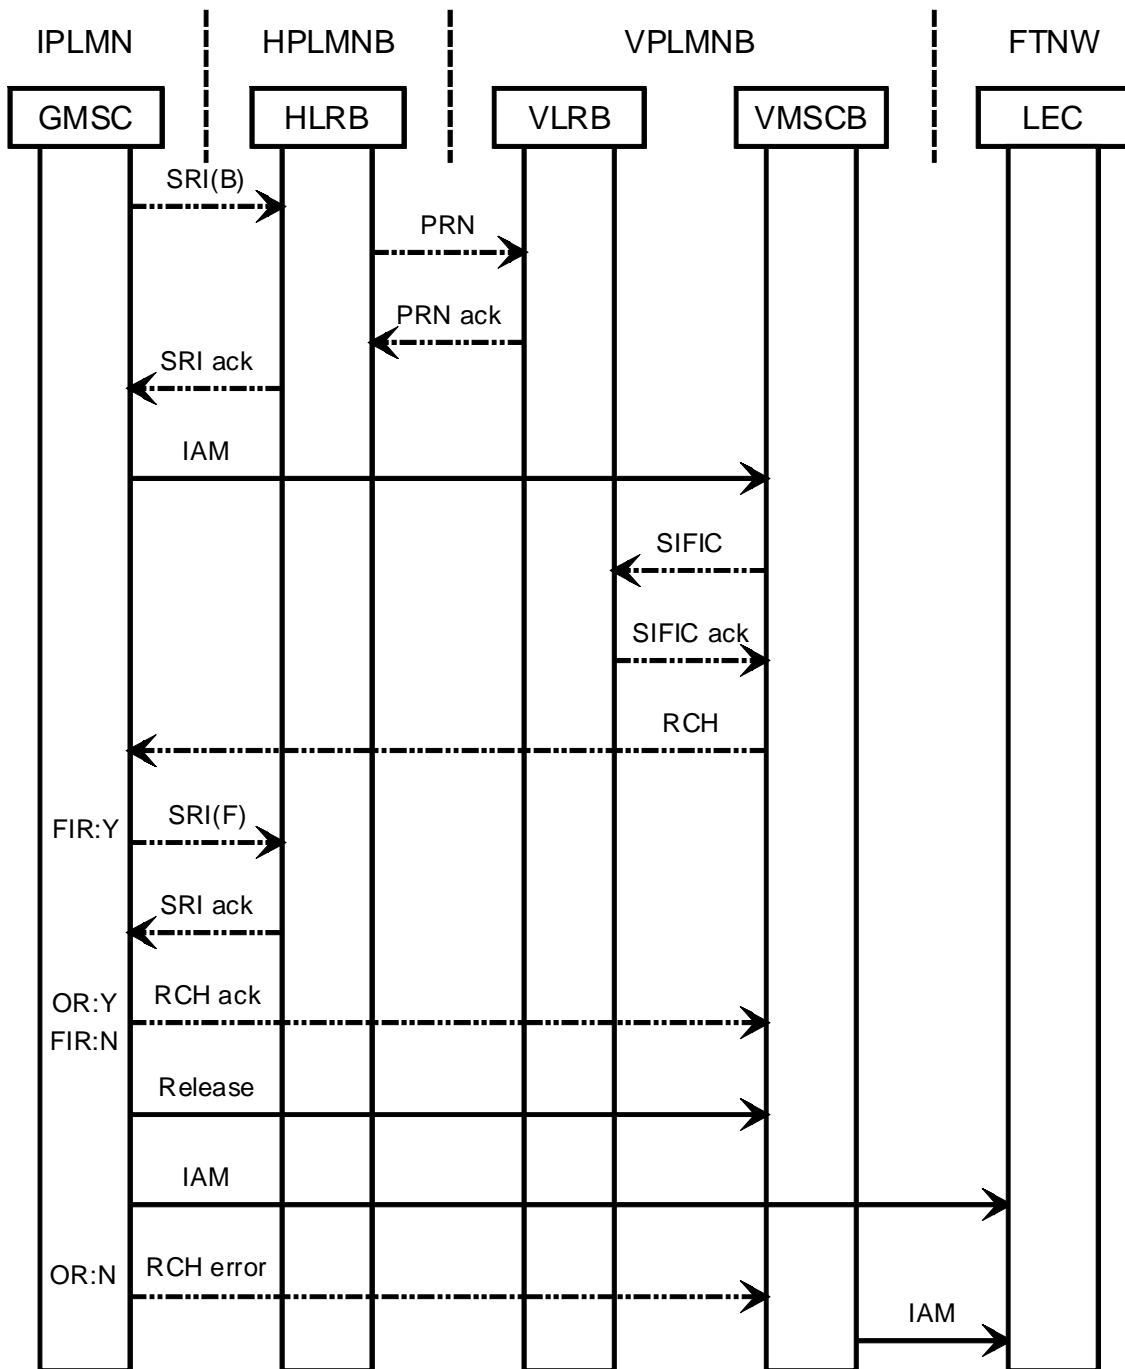 IPLMN HPLMNB VPLMNB FTNW
GMSC HLRB VLRB VMSCB LEC
SRI(B)
PRN
PRN ack
SRI ack
IAM
SIFIC
SIFIC ack
RCH
FIR:Y SRI(F)
SRI ack
OR:Y RCH ack
FIR:N
Release
IAM
OR:N RCH error
IAM